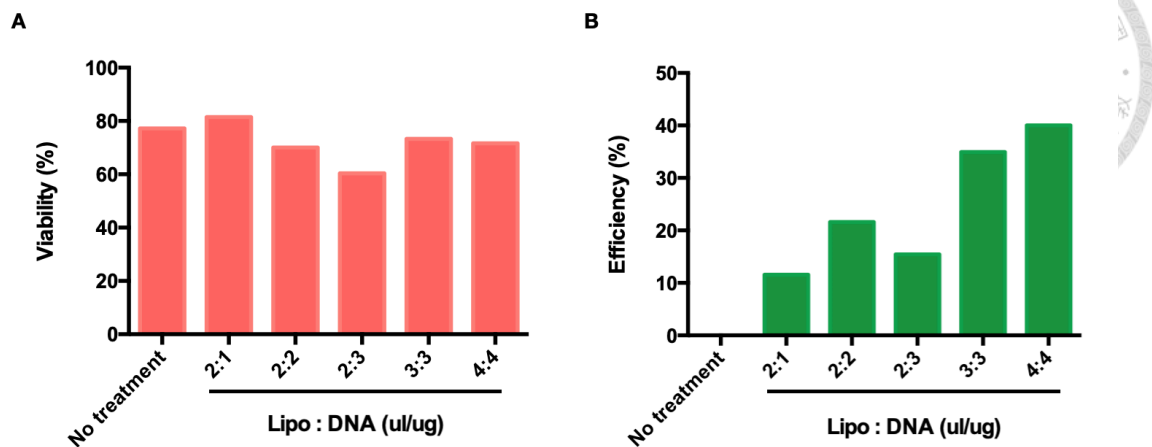 A
Viability (%)
100
80
60
40
20
0
No treatment
2:1
2:2
2:3
3:3
4:4
Lipo : DNA (ul/ug)
B
Efficiency (%)
50
40
30
20
10
0
No treatment
2:1
2:2
2:3
3:3
4:4
Lipo : DNA (ul/ug)